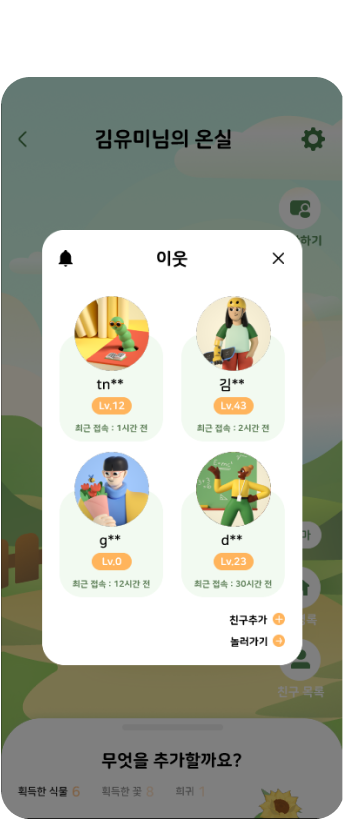 김유미님의 온실
하기
이웃
tn**
Lv.12
최근 접속 : 1시간 전
김**
Lv.43
최근 접속 : 2시간 전
g**
Lv.0
최근 접속 : 12시간 전
d**
Lv.23
최근 접속 : 30시간 전
마
친구추가
록
놀러가기
친구 목록
무엇을 추가할까요?
획득한 식물 6 획득한 꽃 8 희귀 1